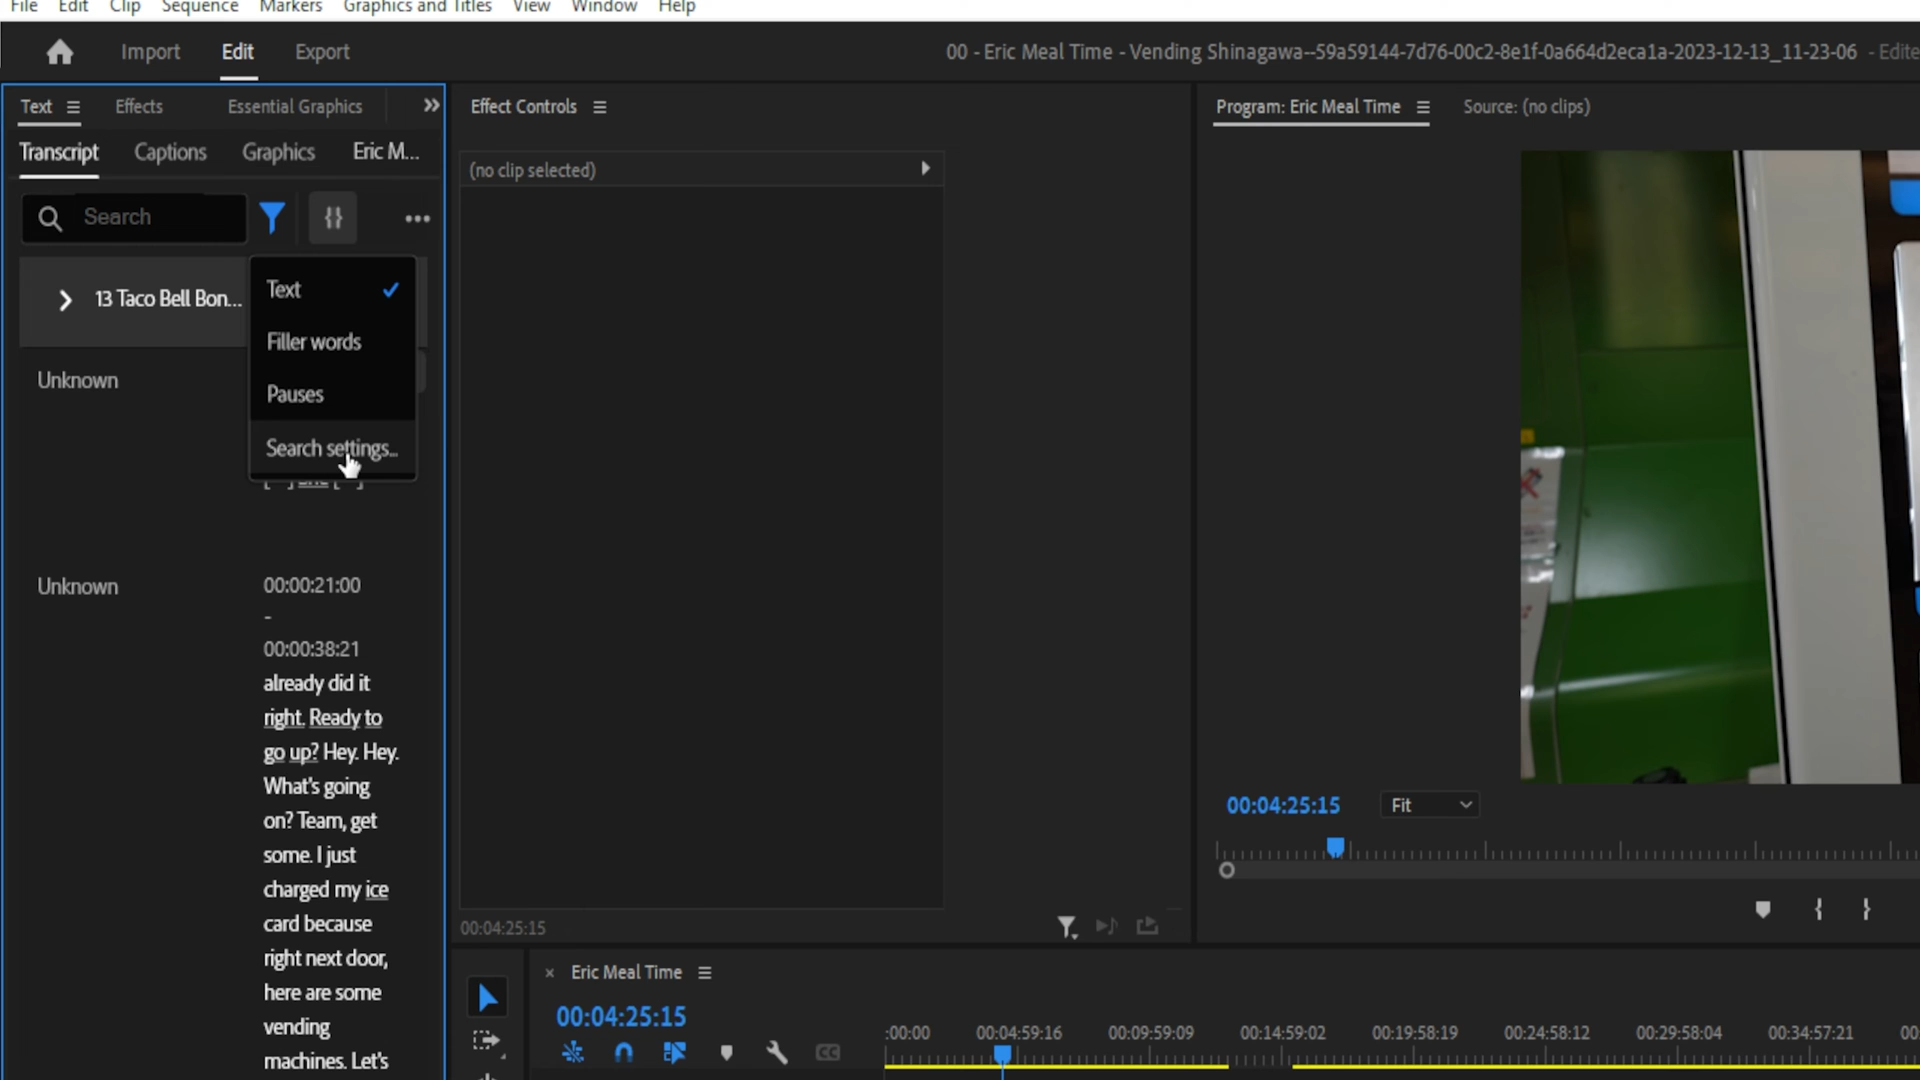 File Edit Clip Sequence Markers Graphics and Titles View Window Help
Import Edit Export
00 - Eric Meal Time - Vending Shinagawa--59a59144-7d76-00c2-8e1f-0a664d2eca1a-2023-12-13_11-23-06 - Edite
Text Effects Essential Graphics
Effect Controls
Program: Eric Meal Time Source: (no clips)
Transcript Captions Graphics Eric M...
(no clip selected)
Search
13 Taco Bell Bon...
Text
Filler words
Pauses
Search settings...
Unknown
Unknown
00:00:21:00
-
00:00:38:21
already did it
right. Ready to
go up? Hey. Hey.
What's going
on? Team, get
some. I just
charged my ice
card because
right next door,
here are some
vending
machines. Let's
00:04:25:15
00:04:25:15 Fit
Eric Meal Time
00:04:25:15
:00:00 00:04:59:16 00:09:59:09 00:14:59:02 00:19:58:19 00:24:58:12 00:29:58:04 00:34:57:21 00